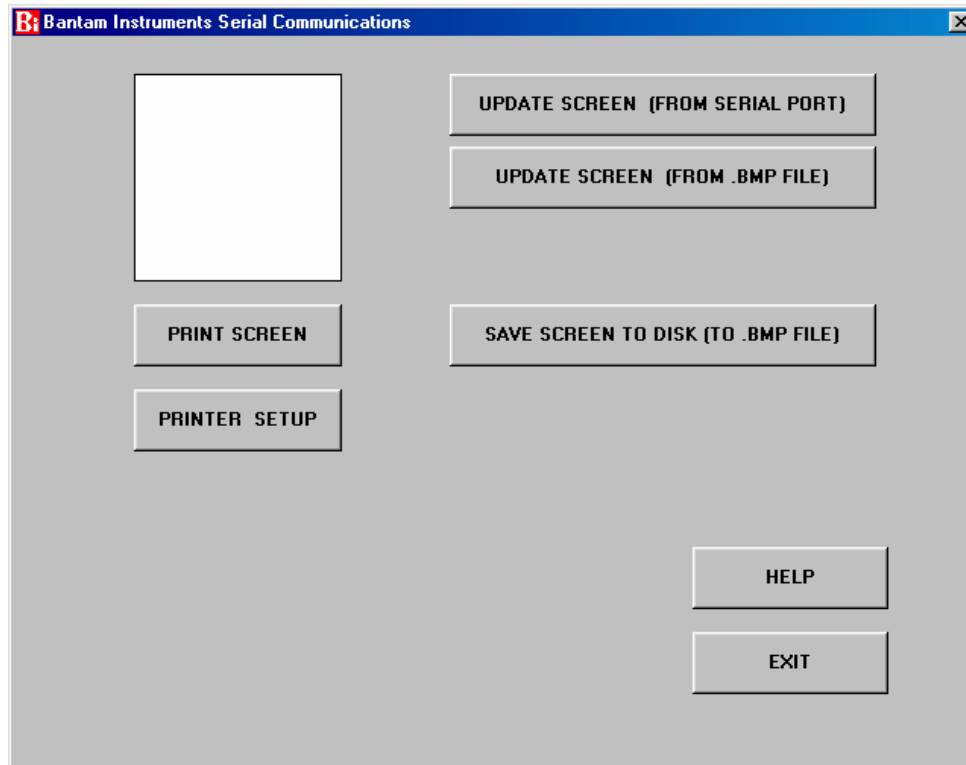 Bi Bantam Instruments Serial Communications
UPDATE SCREEN (FROM SERIAL PORT)
UPDATE SCREEN (FROM .BMP FILE)
PRINT SCREEN
SAVE SCREEN TO DISK (TO .BMP FILE)
PRINTER SETUP
HELP
EXIT